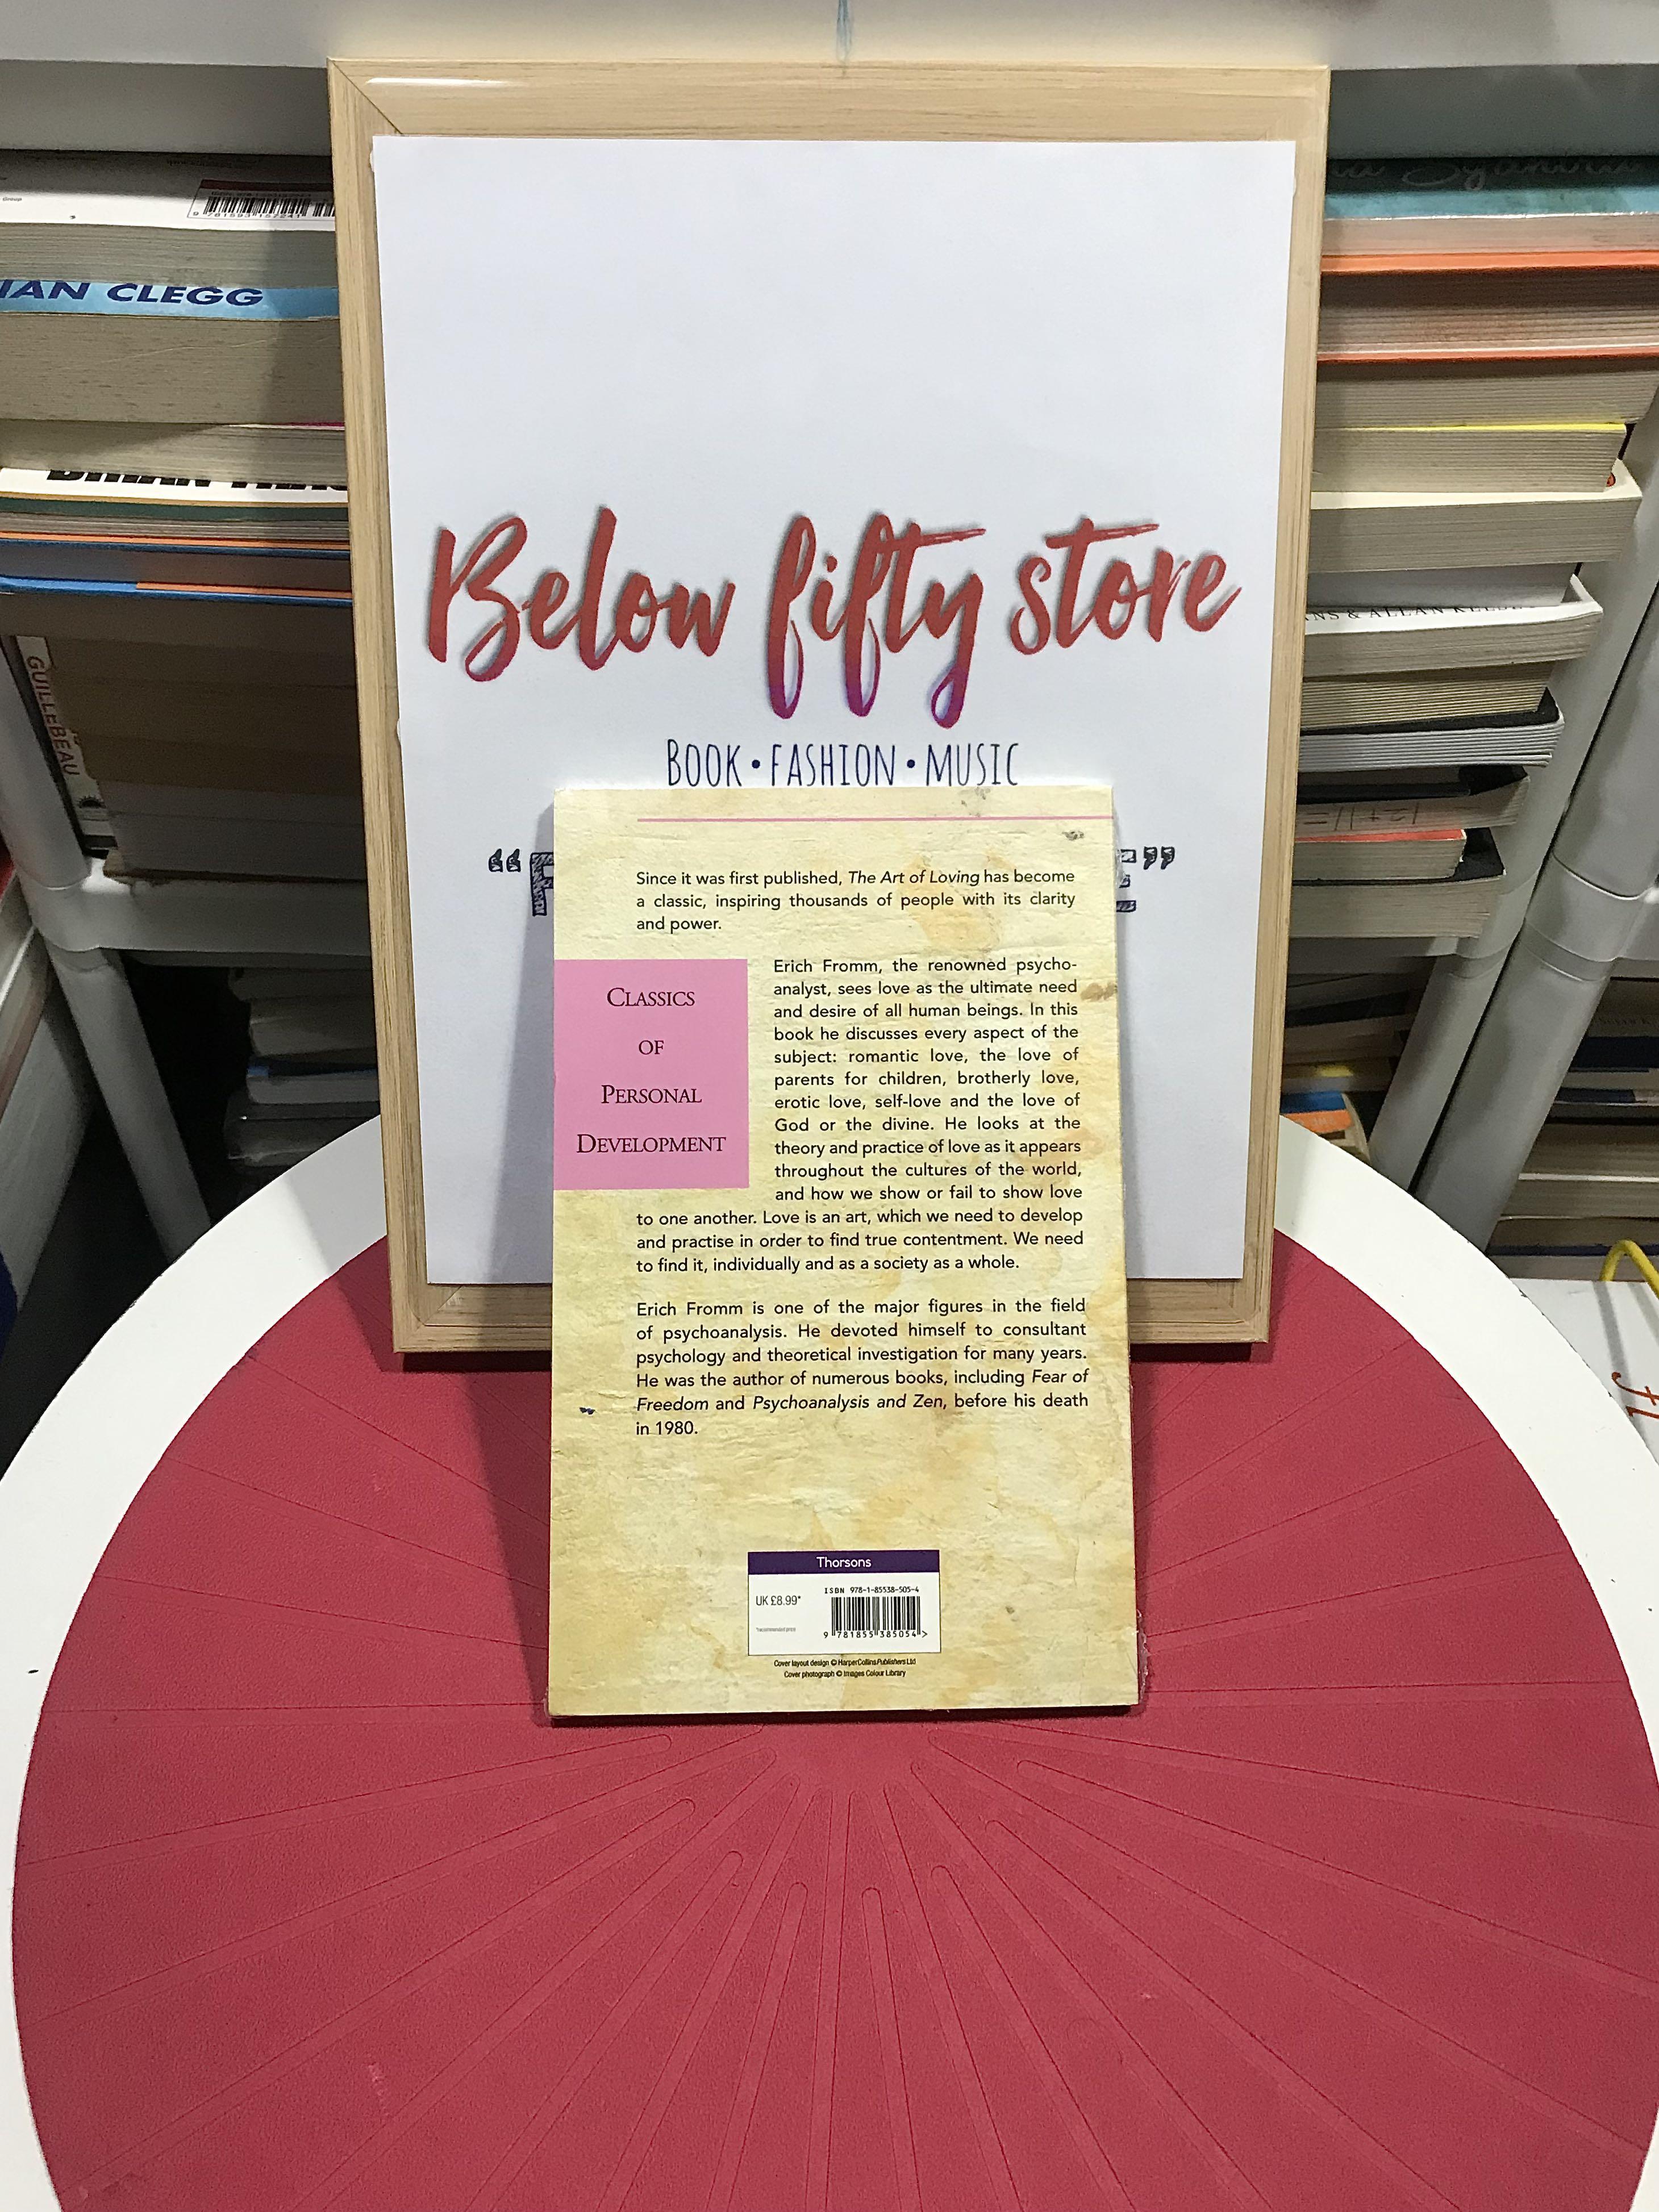 Group
9 781593 157241
IAN CLEGG
GUILLEBEAU
Below fifty store
BOOK • FASHION • MUSIC
Since it was first published, The Art of Loving has become
a classic, inspiring thousands of people with its clarity
and power.
CLASSICS
OF
PERSONAL
DEVELOPMENT
Erich Fromm, the renowned psycho-
analyst, sees love as the ultimate need
and desire of all human beings. In this
book he discusses every aspect of the
subject: romantic love, the love of
parents for children, brotherly love,
erotic love, self-love and the love of
God or the divine. He looks at the
theory and practice of love as it appears
throughout the cultures of the world,
and how we show or fail to show love
to one another. Love is an art, which we need to develop
and practise in order to find true contentment. We need
to find it, individually and as a society as a whole.
Erich Fromm is one of the major figures in the field
of psychoanalysis. He devoted himself to consultant
psychology and theoretical investigation for many years.
He was the author of numerous books, including Fear of
Freedom and Psychoanalysis and Zen, before his death
in 1980.
Thorsons
ISBN 978-1-85538-505-4
UK £8.99*
*recommended price
9 781855 385054 >
Cover layout design © HarperCollinsPublishers Ltd
Cover photograph © Images Colour Library